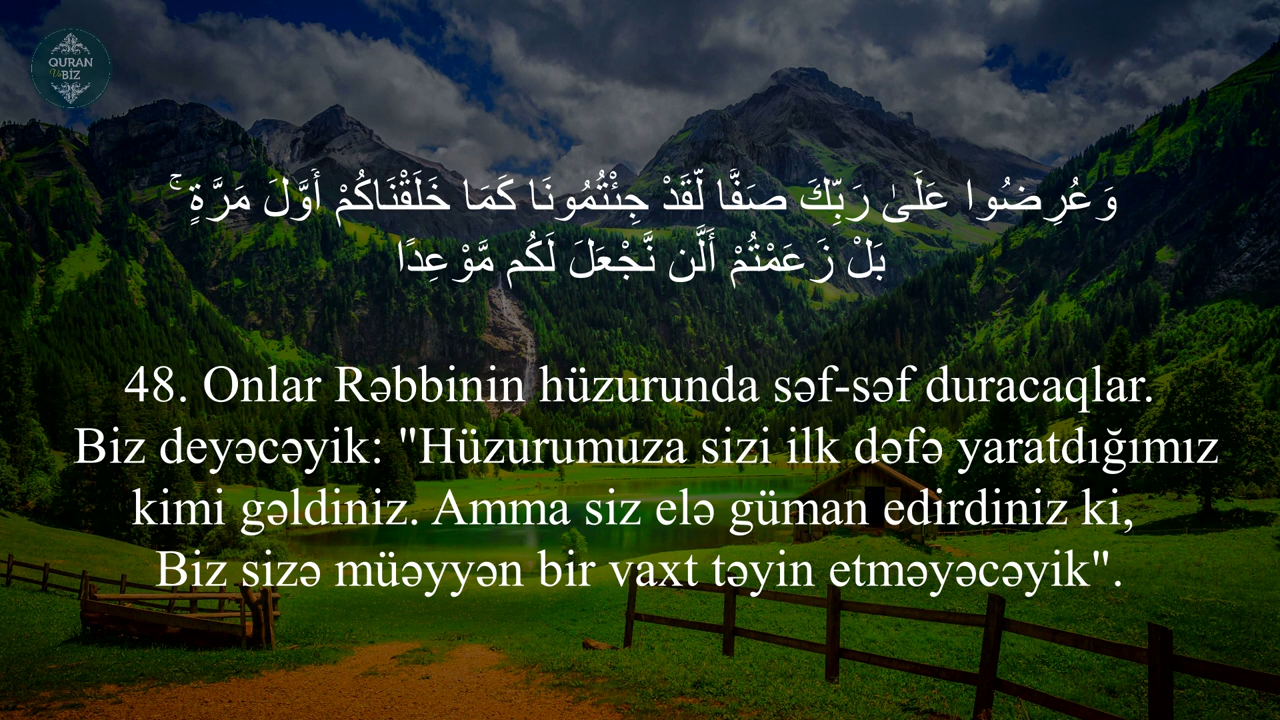 QURAN
Və BİZ
وَعُرِضُوا عَلَىٰ رَبِّكَ صَفًّا لَّقَدْ جِئْتُمُونَا كَمَا خَلَقْنَاكُمْ أَوَّلَ مَرَّةٍ ۚ
بَلْ زَعَمْتُمْ أَلَّن نَّجْعَلَ لَكُم مَّوْعِدًا
48. Onlar Rəbbinin hüzurunda səf-səf duracaqlar.
Biz deyəcəyik: "Hüzurumuza sizi ilk dəfə yaratdığımız
kimi gəldiniz. Amma siz elə güman edirdiniz ki,
Biz sizə müəyyən bir vaxt təyin etməyəcəyik".